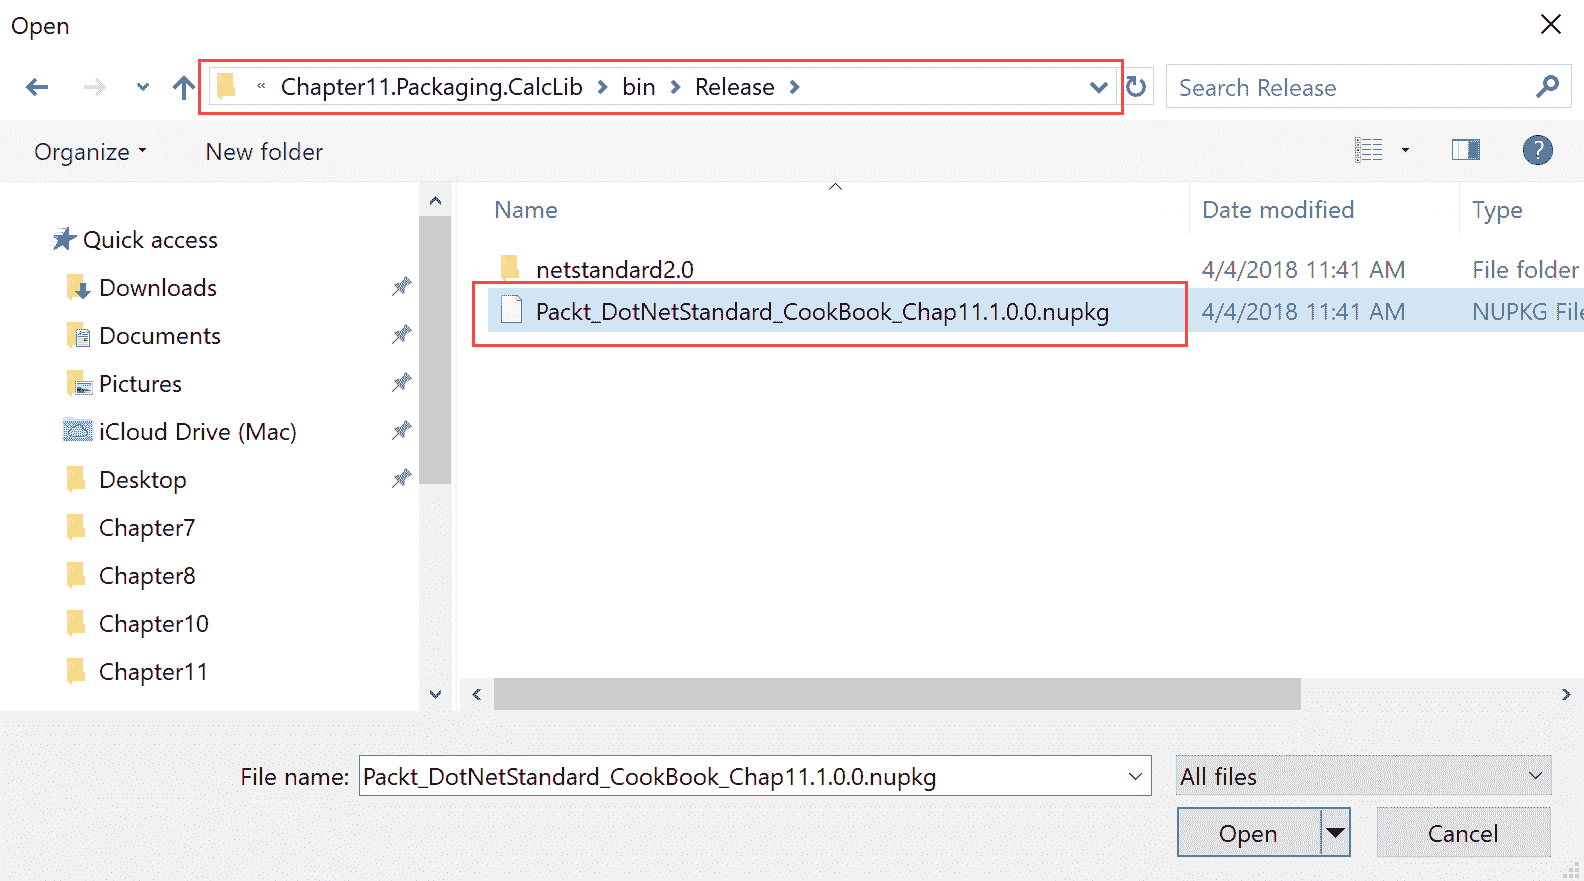 Open
« Chapter11.Packaging.CalcLib > bin > Release >
Search Release
Organize
New folder
?
Name
Date modified
Type
Quick access
Downloads
Documents
Pictures
iCloud Drive (Mac)
Desktop
Chapter7
Chapter8
Chapter10
Chapter11
netstandard2.0 4/4/2018 11:41 AM File folder
Packt_DotNetStandard_CookBook_Chap11.1.0.0.nupkg 4/4/2018 11:41 AM NUPKG File
File name: Packt_DotNetStandard_CookBook_Chap11.1.0.0.nupkg
All files
Open
Cancel